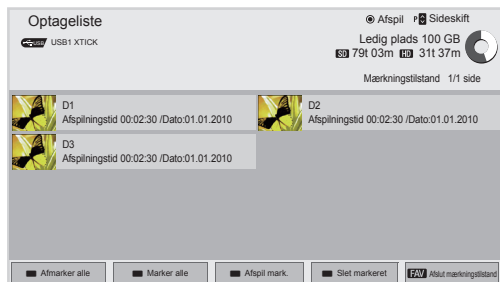 Optageliste
Afspil P Sideskift
USB USB1 XTICK
Ledig plads 100 GB
SD 79t 03m HD 31t 37m
Mærkningstilstand 1/1 side
D1
Afspilningstid 00:02:30 /Dato:01.01.2010
D2
Afspilningstid 00:02:30 /Dato:01.01.2010
D3
Afspilningstid 00:02:30 /Dato:01.01.2010
Afmarker alle
Marker alle
Afspil mark.
Slet markeret
FAV Afslut mærkningstilstand